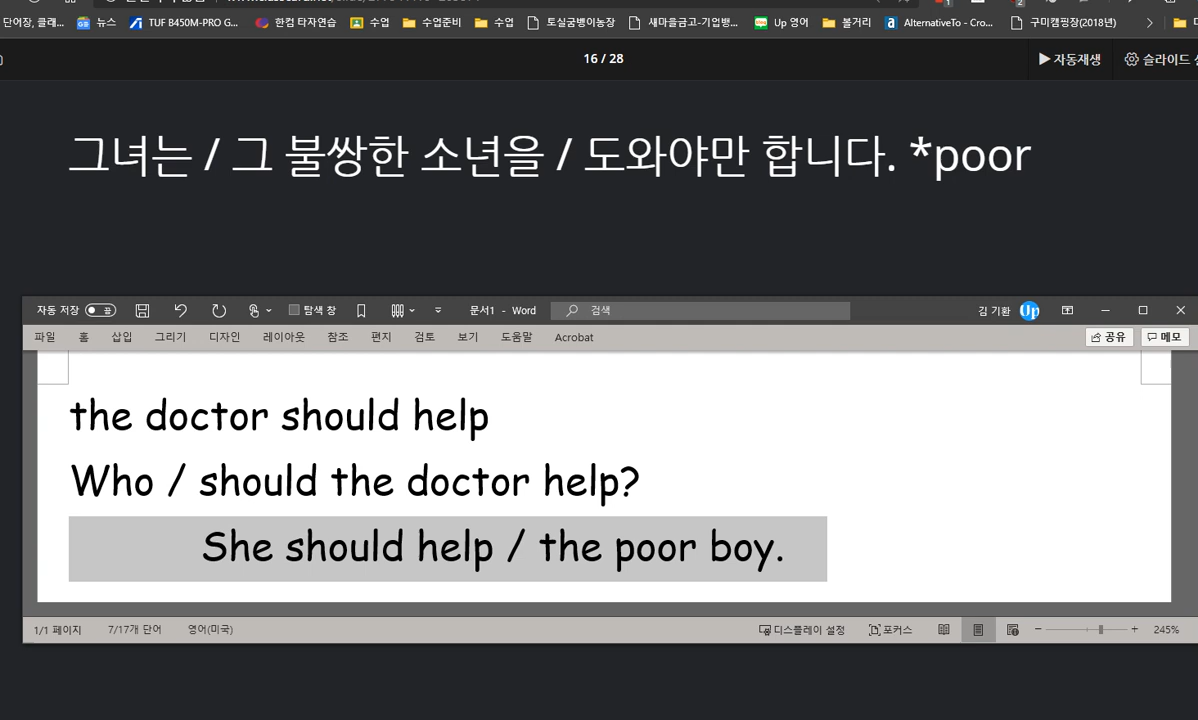 단어장, 클래... 뉴스 TUF B450M-PRO G... 한컴 타자연습 수업 수업준비 수업 토실굼벵이농장 새마을금고-기업뱅... Up 영어 볼거리 AlternativeTo - Cro... 구미캠핑장(2018년)
16 / 28 자동재생 슬라이드
그녀는 / 그 불쌍한 소년을 / 도와야만 합니다. *poor
자동 저장 탐색 창 문서1 - Word 검색 김 기환 Up
파일 홈 삽입 그리기 디자인 레이아웃 참조 편지 검토 보기 도움말 Acrobat 공유 메모
the doctor should help
Who / should the doctor help?
She should help / the poor boy.
1/1 페이지 7/17개 단어 영어(미국) 디스플레이 설정 포커스 245%